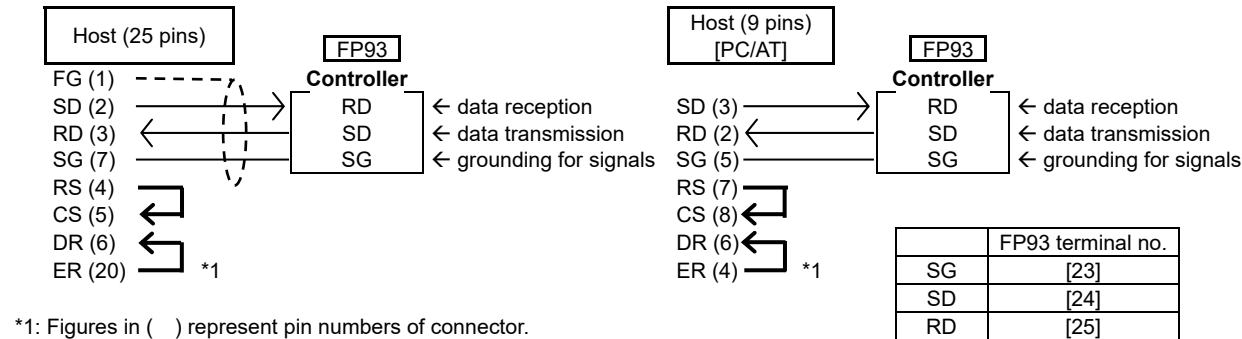 Host (25 pins)
FP93
Controller
FG (1)
SD (2)
RD
← data reception
RD (3)
SD
← data transmission
SG (7)
SG
← grounding for signals
RS (4)
CS (5)
DR (6)
ER (20)
*1
Host (9 pins)
[PC/AT]
FP93
Controller
SD (3)
RD
← data reception
RD (2)
SD
← data transmission
SG (5)
SG
← grounding for signals
RS (7)
CS (8)
DR (6)
ER (4)
*1
FP93 terminal no.
SG [23]
SD [24]
RD [25]
*1: Figures in ( ) represent pin numbers of connector.